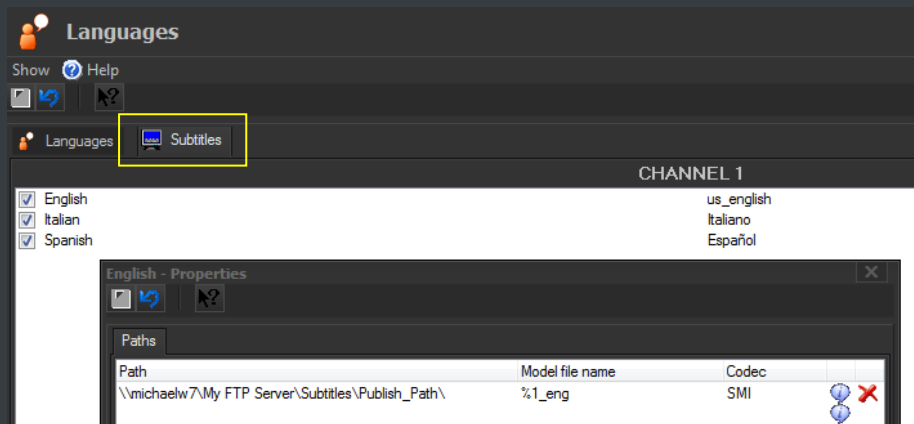 Languages
Show Help
Languages Subtitles
CHANNEL 1
English us_english
Italian Italiano
Spanish Español
English - Properties
Paths
Path Model file name Codec
\\michaelw7\My FTP Server\Subtitles\Publish_Path\ %1_eng SMI